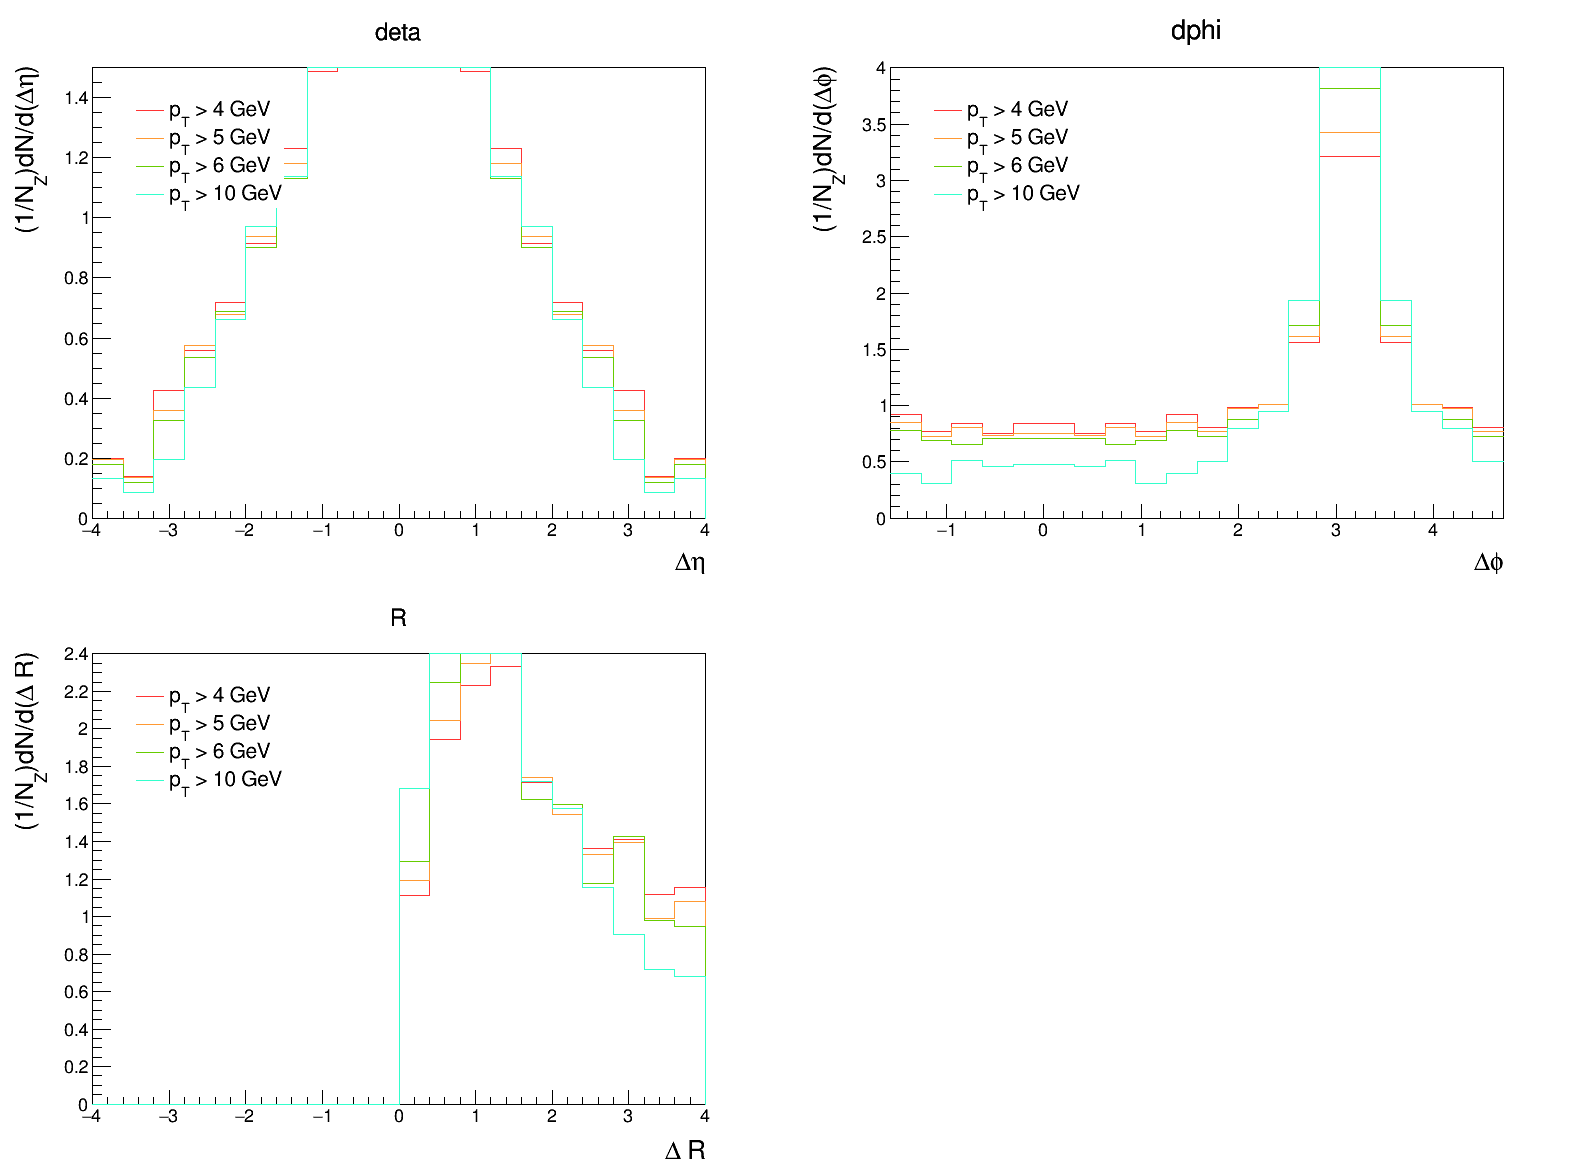 deta
(1/N_Z)dN/d(Δη)
p_T > 4 GeV
p_T > 5 GeV
p_T > 6 GeV
p_T > 10 GeV
1.4
1.2
1
0.8
0.6
0.4
0.2
0
−4 −3 −2 −1 0 1 2 3 4
Δη
dphi
(1/N_Z)dN/d(Δϕ)
p_T > 4 GeV
p_T > 5 GeV
p_T > 6 GeV
p_T > 10 GeV
4
3.5
3
2.5
2
1.5
1
0.5
0
−1 0 1 2 3 4
Δϕ
R
(1/N_Z)dN/d(Δ R)
p_T > 4 GeV
p_T > 5 GeV
p_T > 6 GeV
p_T > 10 GeV
2.4
2.2
2
1.8
1.6
1.4
1.2
1
0.8
0.6
0.4
0.2
0
−4 −3 −2 −1 0 1 2 3 4
Δ R